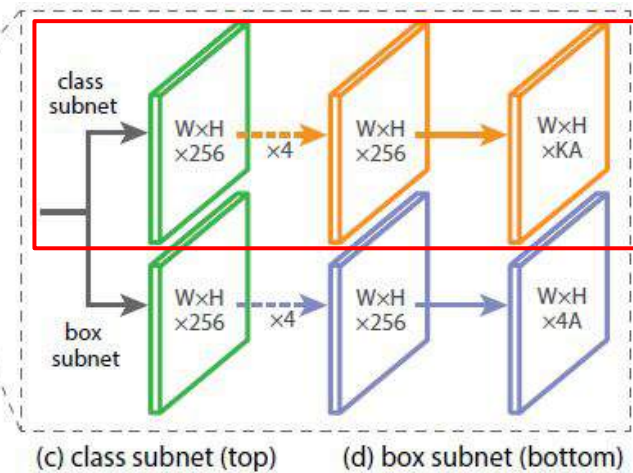 class
subnet
W×H
×256
×4
W×H
×256
W×H
×KA
box
subnet
W×H
×256
×4
W×H
×256
W×H
×4A
(c) class subnet (top)
(d) box subnet (bottom)